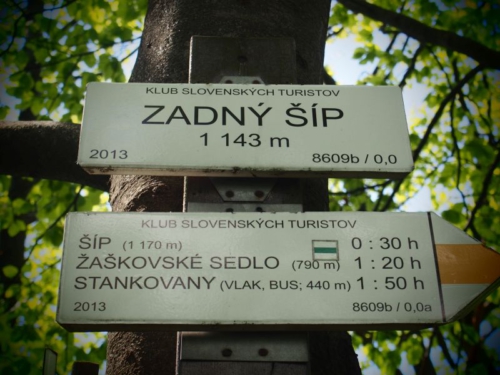 KLUB SLOVENSKÝCH TURISTOV
ZADNÝ ŠÍP
1 143 m
2013 8609b / 0,0
KLUB SLOVENSKÝCH TURISTOV
ŠÍP (1 170 m) 0 : 30 h
ŽAŠKOVSKÉ SEDLO (790 m) 1 : 20 h
STANKOVANY (VLAK, BUS; 440 m) 1 : 50 h
2013 8609b / 0,0a